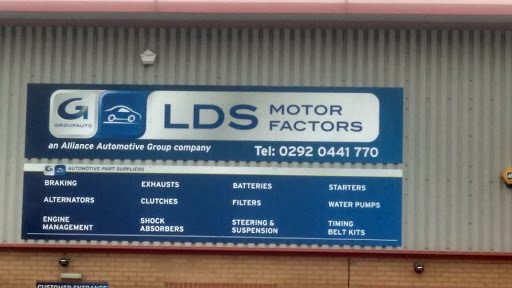 GROUPAUTO
LDS MOTOR FACTORS
an Alliance Automotive Group company
Tel: 0292 0441 770
AUTOMOTIVE PART SUPPLIERS
BRAKING EXHAUSTS BATTERIES STARTERS
ALTERNATORS CLUTCHES FILTERS WATER PUMPS
ENGINE MANAGEMENT SHOCK ABSORBERS STEERING & SUSPENSION TIMING BELT KITS
CUSTOMER ENTRANCE